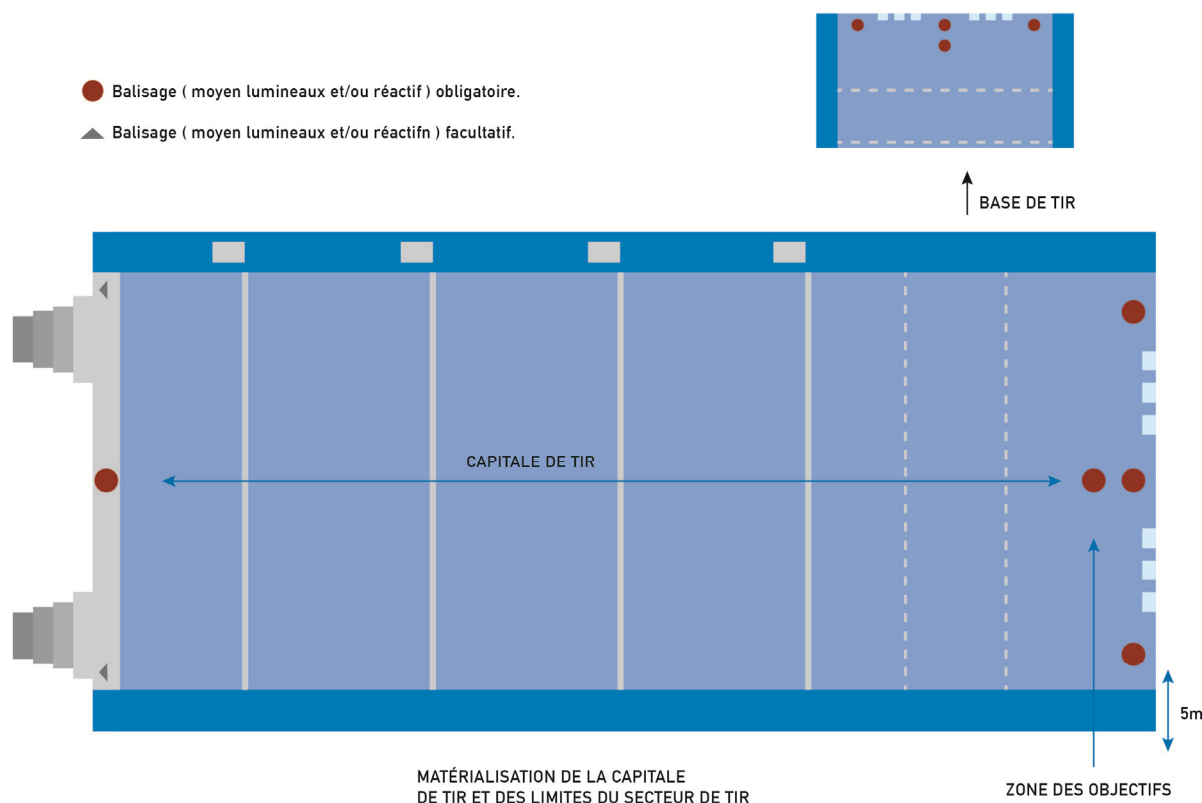 Balisage ( moyen lumineaux et/ou réactif ) obligatoire.
Balisage ( moyen lumineaux et/ou réactifn ) facultatif.
BASE DE TIR
CAPITALE DE TIR
5m
MATÉRIALISATION DE LA CAPITALE
DE TIR ET DES LIMITES DU SECTEUR DE TIR
ZONE DES OBJECTIFS